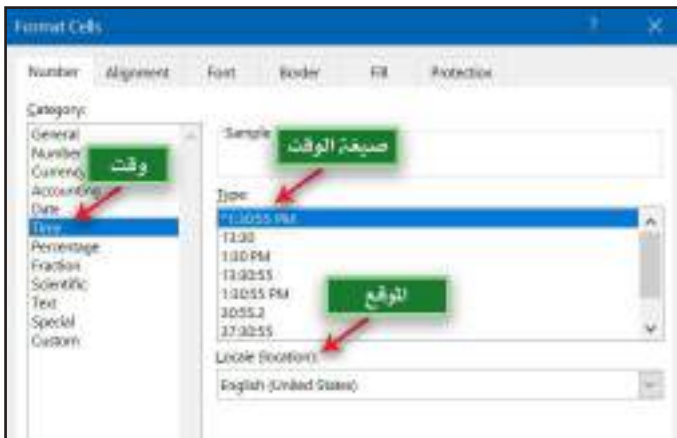 Format Cells
Number Alignment Font Border Fill Protection
Category:
General
Number
Currency
Accounting
Date
Time
Percentage
Fraction
Scientific
Text
Special
Custom
وقت
Sample
صيغة الوقت
Type:
*1:30:55 PM
13:30
1:30 PM
13:30:55
1:30:55 PM
30:55.2
37:30:55
الموقع
Locale (location):
English (United States)